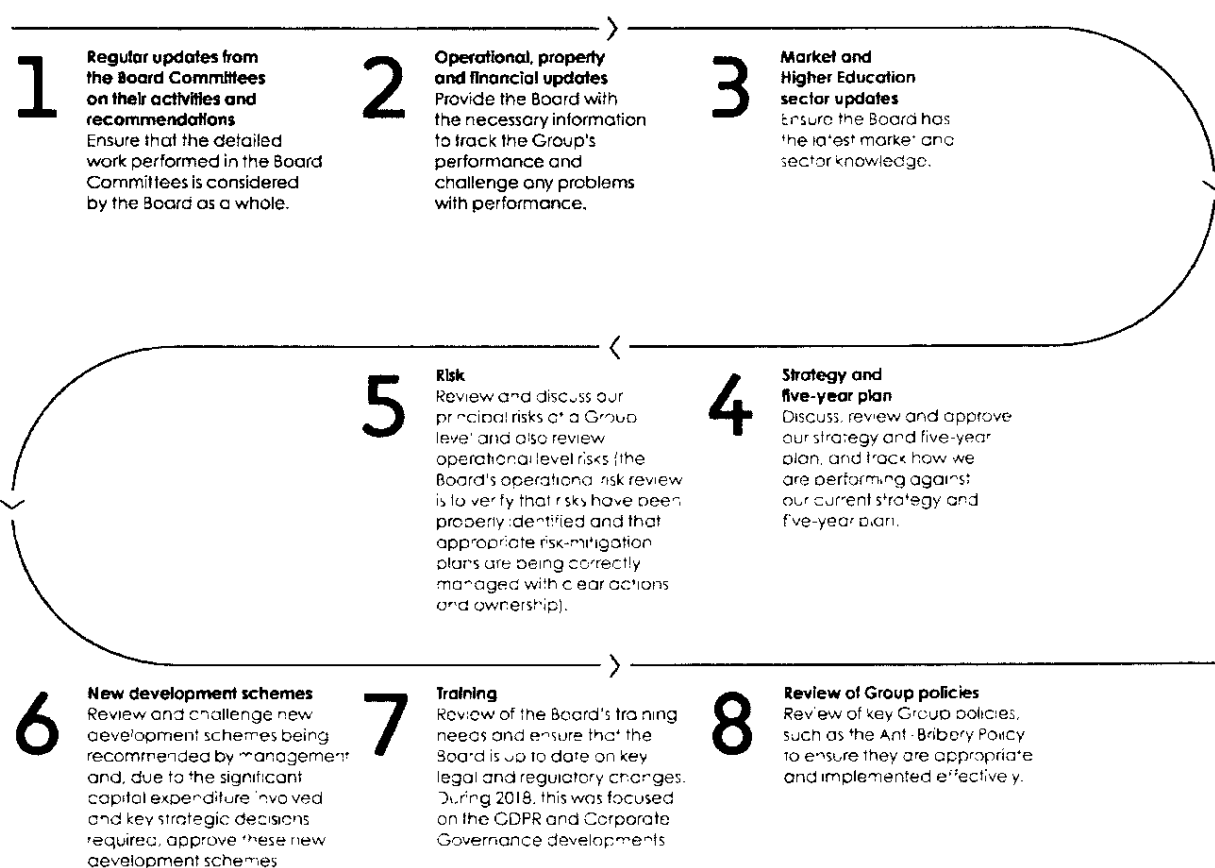 1
Regular updates from
the Board Committees
on their activities and
recommendations
Ensure that the detailed
work performed in the Board
Committees is considered
by the Board as a whole.
2
Operational, property
and financial updates
Provide the Board with
the necessary information
to track the Group's
performance and
challenge any problems
with performance.
3
Market and
Higher Education
sector updates
Ensure the Board has
the latest market and
sector knowledge.
4
Strategy and
five-year plan
Discuss, review and approve
our strategy and five-year
plan, and track how we
are performing against
our current strategy and
five-year plan.
5
Risk
Review and discuss our
principal risks at a Group
level and also review
operational level risks (the
Board's operational risk review
is to verify that risks have been
properly identified and that
appropriate risk-mitigation
plans are being correctly
managed with clear actions
and ownership).
6
New development schemes
Review and challenge new
development schemes being
recommended by management
and, due to the significant
capital expenditure involved
and key strategic decisions
required, approve these new
development schemes
7
Training
Review of the Board's training
needs and ensure that the
Board is up to date on key
legal and regulatory changes.
During 2018, this was focused
on the GDPR and Corporate
Governance developments
8
Review of Group policies
Review of key Group policies,
such as the Anti-Bribery Policy
to ensure they are appropriate
and implemented effectively.